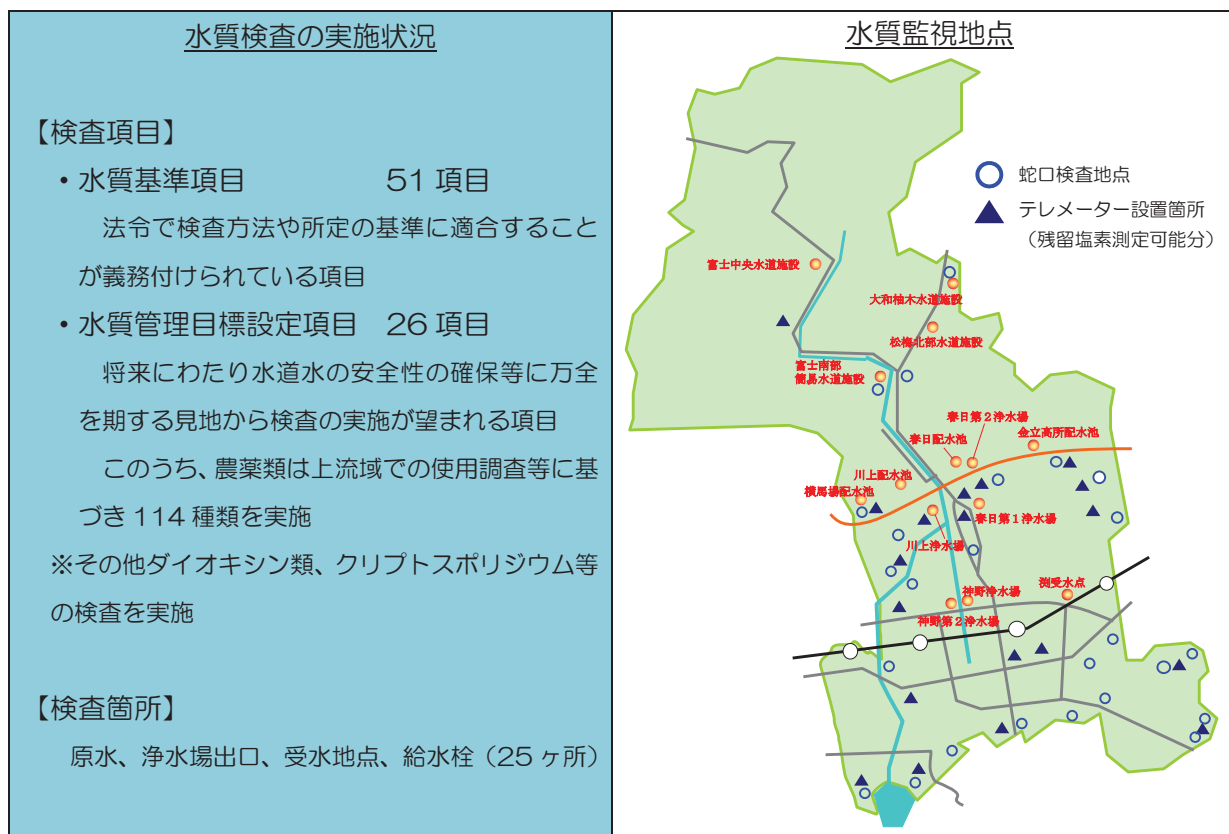 水質検査の実施状況
【検査項目】
・水質基準項目 51 項目
法令で検査方法や所定の基準に適合すること
が義務付けられている項目
・水質管理目標設定項目 26 項目
将来にわたり水道水の安全性の確保等に万全
を期する見地から検査の実施が望まれる項目
このうち、農薬類は上流域での使用調査等に基
づき 114 種類を実施
※その他ダイオキシン類、クリプトスポリジウム等
の検査を実施
【検査箇所】
原水、浄水場出口、受水地点、給水栓（25 ヶ所）
水質監視地点
蛇口検査地点
テレメーター設置箇所
（残留塩素測定可能分）
富士中央水道施設
大和柚木水道施設
松梅北部水道施設
富士南部
簡易水道施設
春日第２浄水場
春日配水池
金立高所配水池
川上配水池
横馬場配水池
春日第１浄水場
川上浄水場
神野浄水場
渕受水点
神野第２浄水場